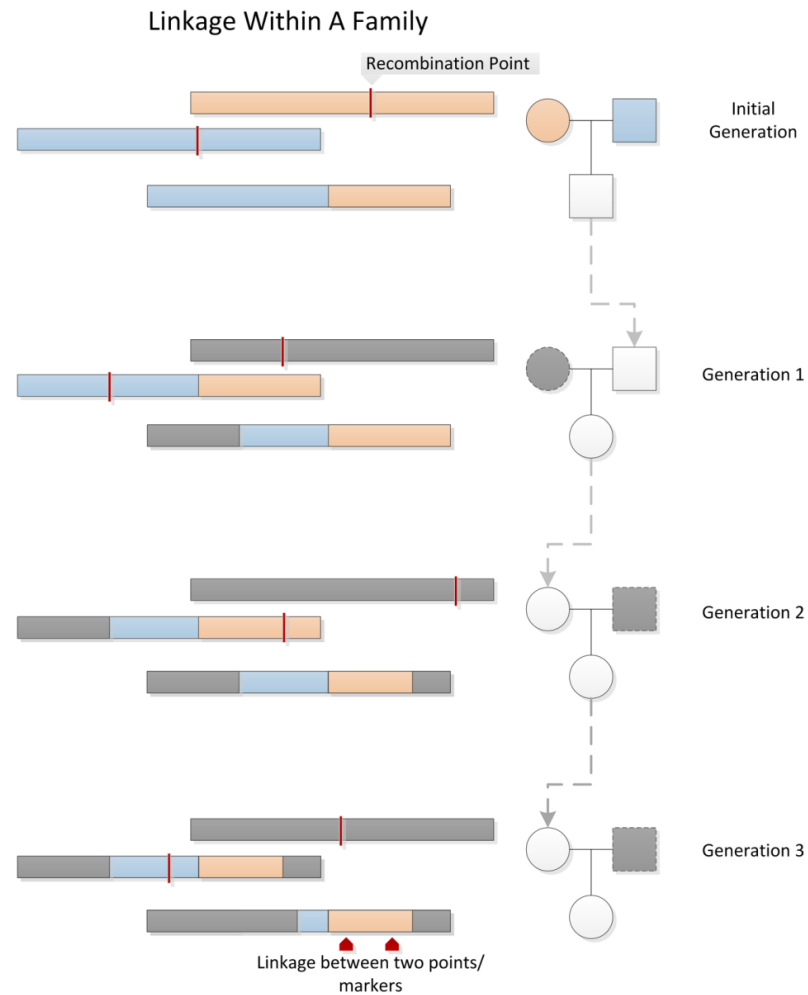 Linkage Within A Family
Recombination Point
Initial
Generation
Generation 1
Generation 2
Generation 3
Linkage between two points/
markers